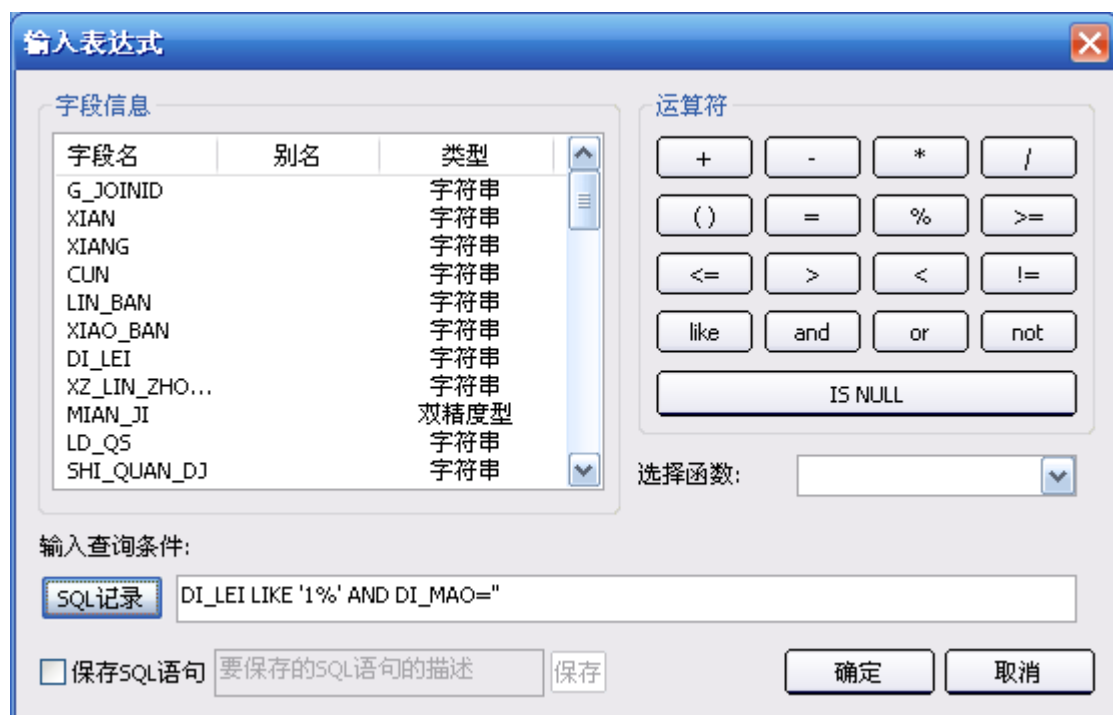 输入表达式
字段信息
字段名 别名 类型
G_JOINID 字符串
XIAN 字符串
XIANG 字符串
CUN 字符串
LIN_BAN 字符串
XIAO_BAN 字符串
DI_LEI 字符串
XZ_LIN_ZHO... 字符串
MIAN_JI 双精度型
LD_QS 字符串
SHI_QUAN_DJ 字符串
运算符
+ - * /
() = % >=
<= > < !=
like and or not
IS NULL
选择函数:
输入查询条件:
SQL记录 DI_LEI LIKE '1%' AND DI_MAO=''
保存SQL语句 要保存的SQL语句的描述 保存 确定 取消